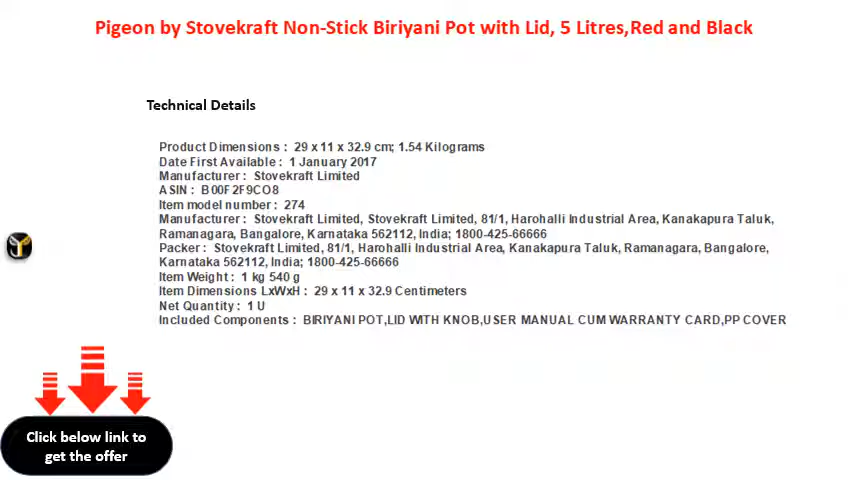 Pigeon by Stovekraft Non-Stick Biriyani Pot with Lid, 5 Litres,Red and Black
Technical Details
Product Dimensions : 29 x 11 x 32.9 cm; 1.54 Kilograms
Date First Available : 1 January 2017
Manufacturer : Stovekraft Limited
ASIN : B00F2F9CO8
Item model number : 274
Manufacturer : Stovekraft Limited, Stovekraft Limited, 81/1, Harohalli Industrial Area, Kanakapura Taluk,
Ramanagara, Bangalore, Karnataka 562112, India; 1800-425-66666
Packer : Stovekraft Limited, 81/1, Harohalli Industrial Area, Kanakapura Taluk, Ramanagara, Bangalore,
Karnataka 562112, India; 1800-425-66666
Item Weight : 1 kg 540 g
Item Dimensions LxWxH : 29 x 11 x 32.9 Centimeters
Net Quantity : 1 U
Included Components : BIRIYANI POT,LID WITH KNOB,USER MANUAL CUM WARRANTY CARD,PP COVER
Click below link to
get the offer